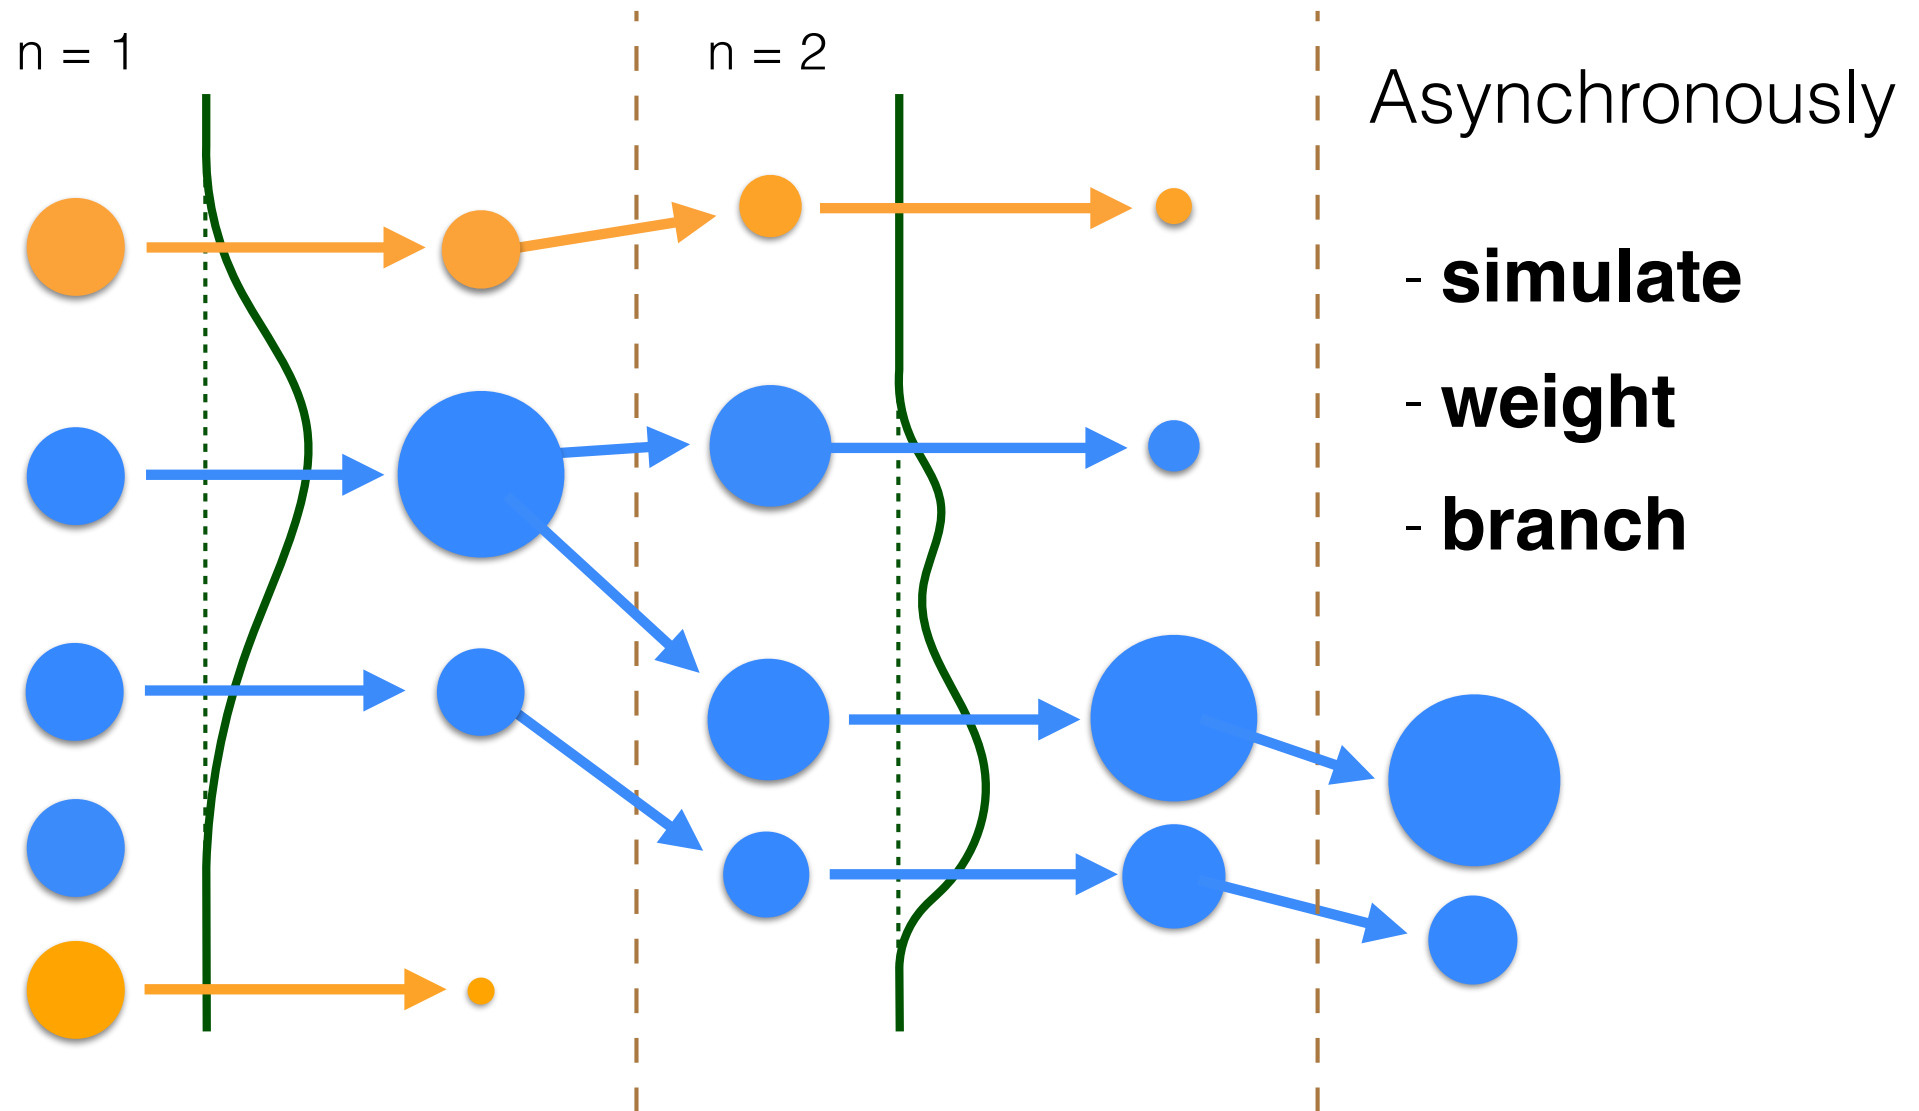 n = 1
n = 2
Asynchronously
- simulate
- weight
- branch